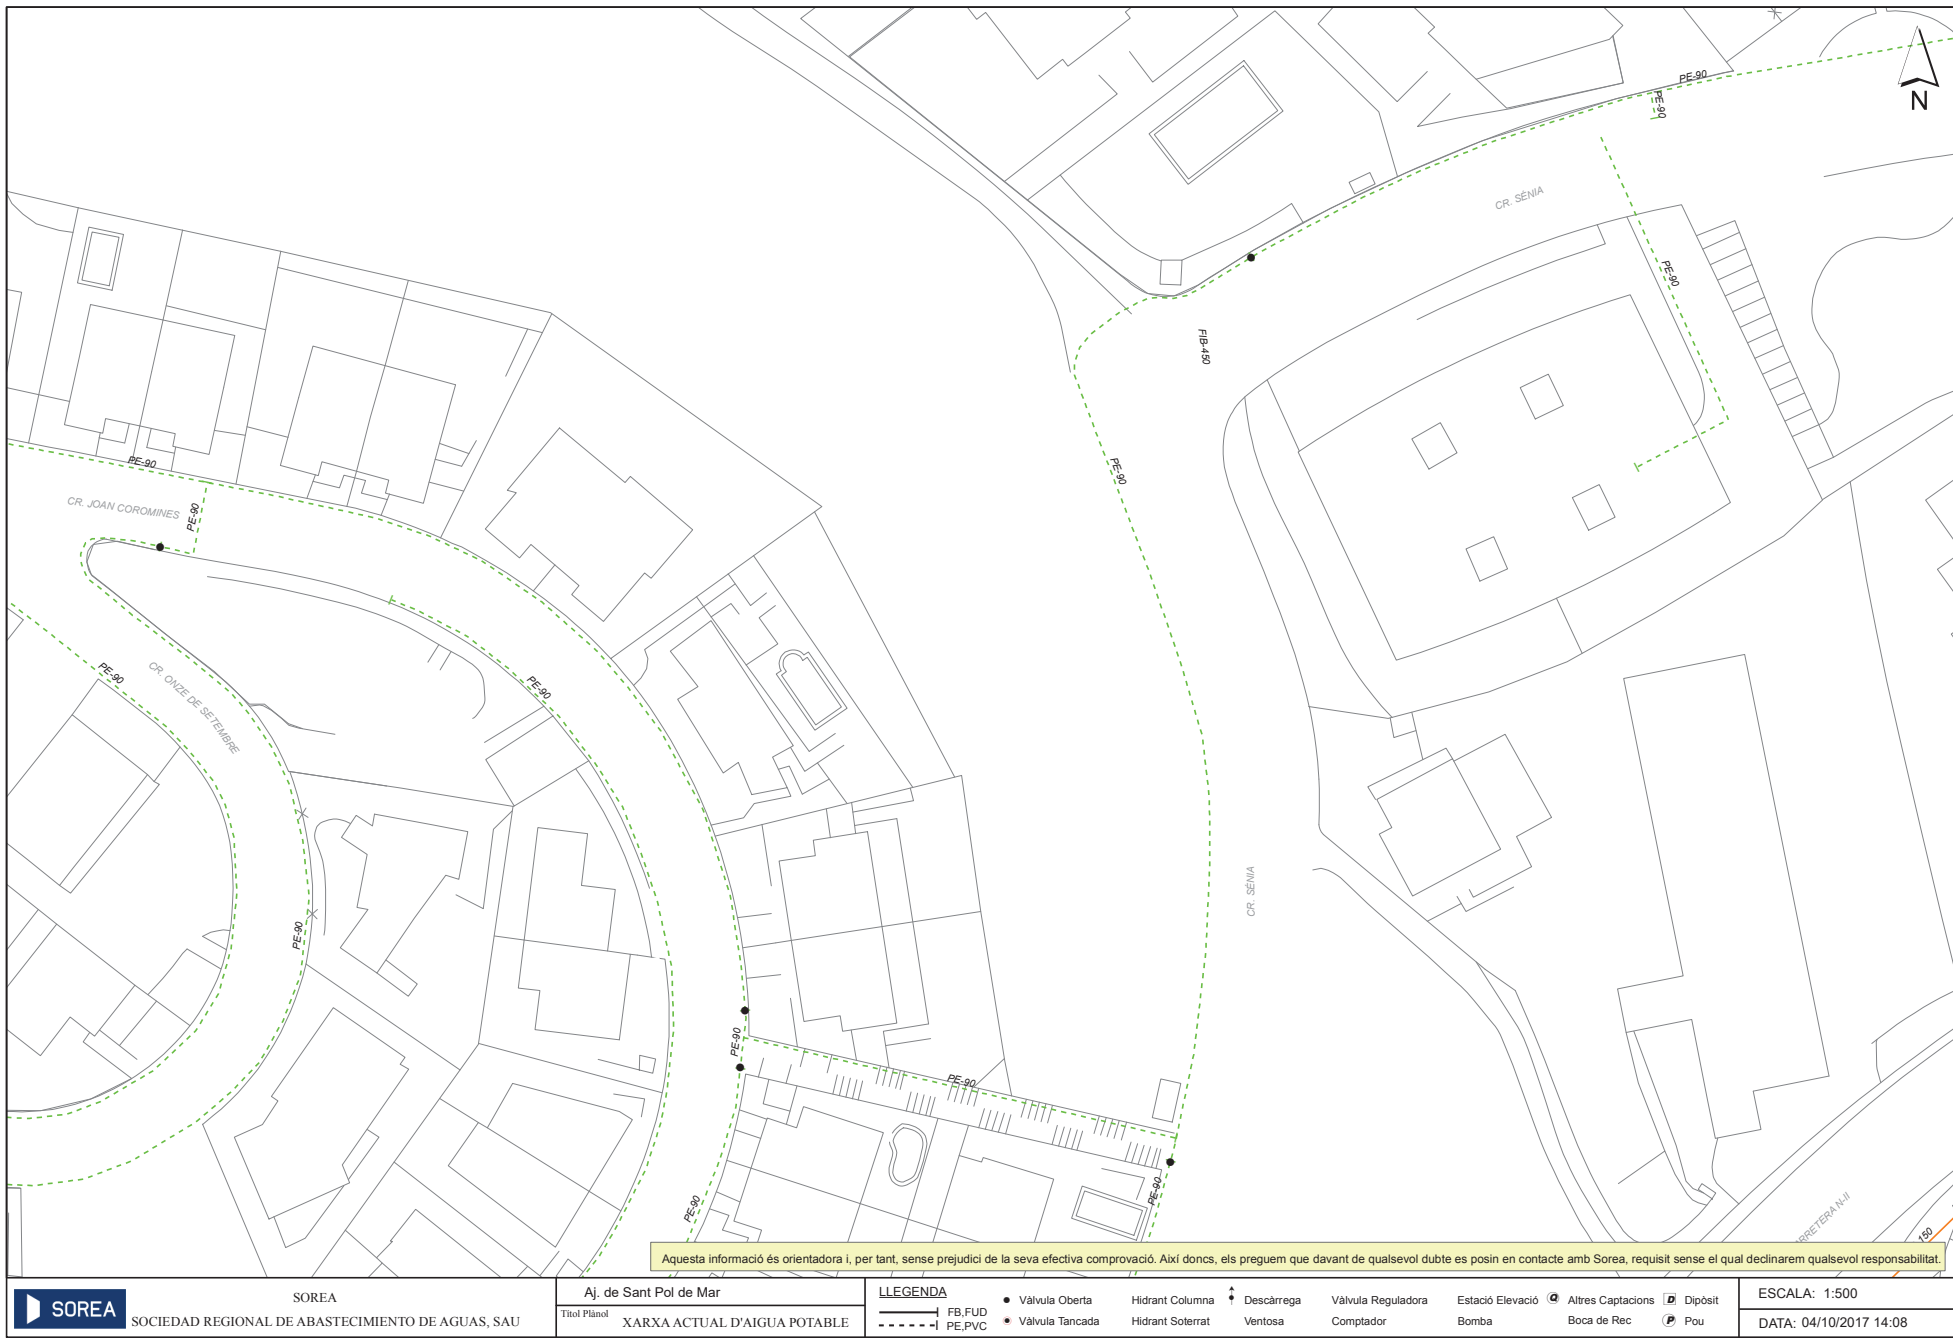 PE-90
PE-90
N
CR. SÈNIA
PE-90
FIB-450
PE-90
PE-90
CR. JOAN COROMINES
PE-90
PE-90
CR. ONZE DE SETEMBRE
PE-90
CR. SÈNIA
PE-90
PE-90
PE-90
PE-90
PE-90
RRETERA N-II
150
Aquesta informació és orientadora i, per tant, sense prejudici de la seva efectiva comprovació. Així doncs, els preguem que davant de qualsevol dubte es posin en contacte amb Sorea, requisit sense el qual declinarem qualsevol responsabilitat.
SOREA
SOREA
SOCIEDAD REGIONAL DE ABASTECIMIENTO DE AGUAS, SAU
Aj. de Sant Pol de Mar
Títol Plànol
XARXA ACTUAL D'AIGUA POTABLE
LLEGENDA
FB,FUD
PE,PVC
Vàlvula Oberta
Vàlvula Tancada
Hidrant Columna
Hidrant Soterrat
Descàrrega
Ventosa
Vàlvula Reguladora
Comptador
Estació Elevació
Bomba
Altres Captacions
Boca de Rec
D Dipòsit
P Pou
ESCALA: 1:500
DATA: 04/10/2017 14:08